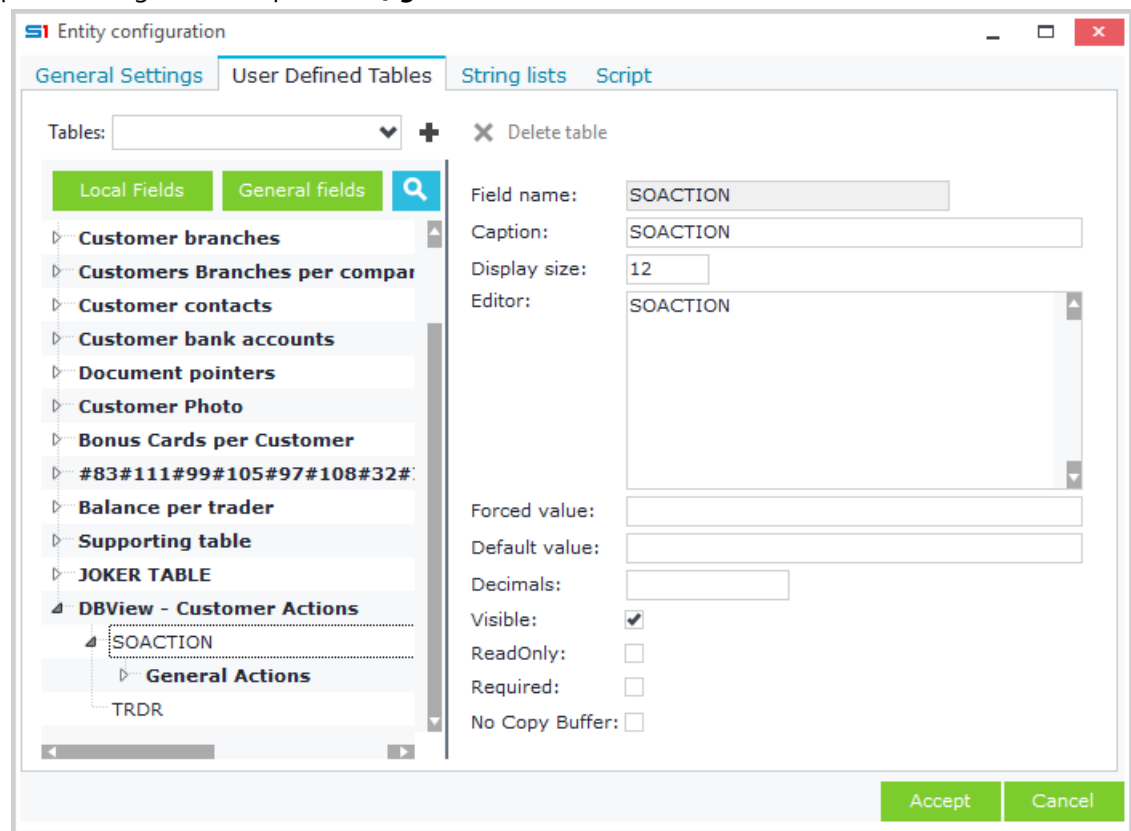 S1 Entity configuration
General Settings User Defined Tables String lists Script
Tables:
Delete table
Local Fields General fields
Customer branches
Customers Branches per compar
Customer contacts
Customer bank accounts
Document pointers
Customer Photo
Bonus Cards per Customer
#83#111#99#105#97#108#32#
Balance per trader
Supporting table
JOKER TABLE
DBView - Customer Actions
SOACTION
General Actions
TRDR
Field name: SOACTION
Caption: SOACTION
Display size: 12
Editor: SOACTION
Forced value:
Default value:
Decimals:
Visible:
ReadOnly:
Required:
No Copy Buffer:
Accept Cancel